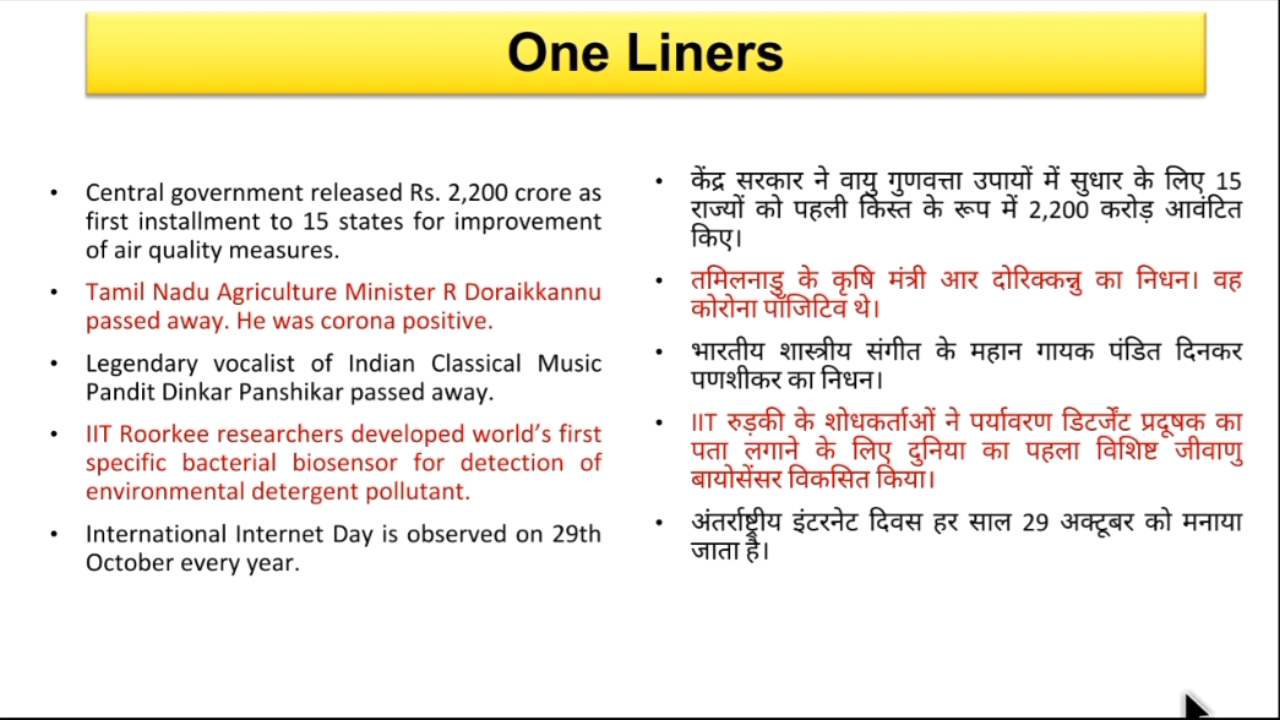 One Liners
• Central government released Rs. 2,200 crore as
first installment to 15 states for improvement
of air quality measures.
• Tamil Nadu Agriculture Minister R Doraikkannu
passed away. He was corona positive.
• Legendary vocalist of Indian Classical Music
Pandit Dinkar Panshikar passed away.
• IIT Roorkee researchers developed world’s first
specific bacterial biosensor for detection of
environmental detergent pollutant.
• International Internet Day is observed on 29th
October every year.
• केंद्र सरकार ने वायु गुणवत्ता उपायों में सुधार के लिए 15
राज्यों को पहली किस्त के रूप में 2,200 करोड़ आवंटित
किए।
• तमिलनाडु के कृषि मंत्री आर दोरिक्कन्नु का निधन। वह
कोरोना पॉजिटिव थे।
• भारतीय शास्त्रीय संगीत के महान गायक पंडित दिनकर
पणशीकर का निधन।
• IIT रुड़की के शोधकर्ताओं ने पर्यावरण डिटर्जेंट प्रदूषक का
पता लगाने के लिए दुनिया का पहला विशिष्ट जीवाणु
बायोसेंसर विकसित किया।
• अंतर्राष्ट्रीय इंटरनेट दिवस हर साल 29 अक्टूबर को मनाया
जाता है।